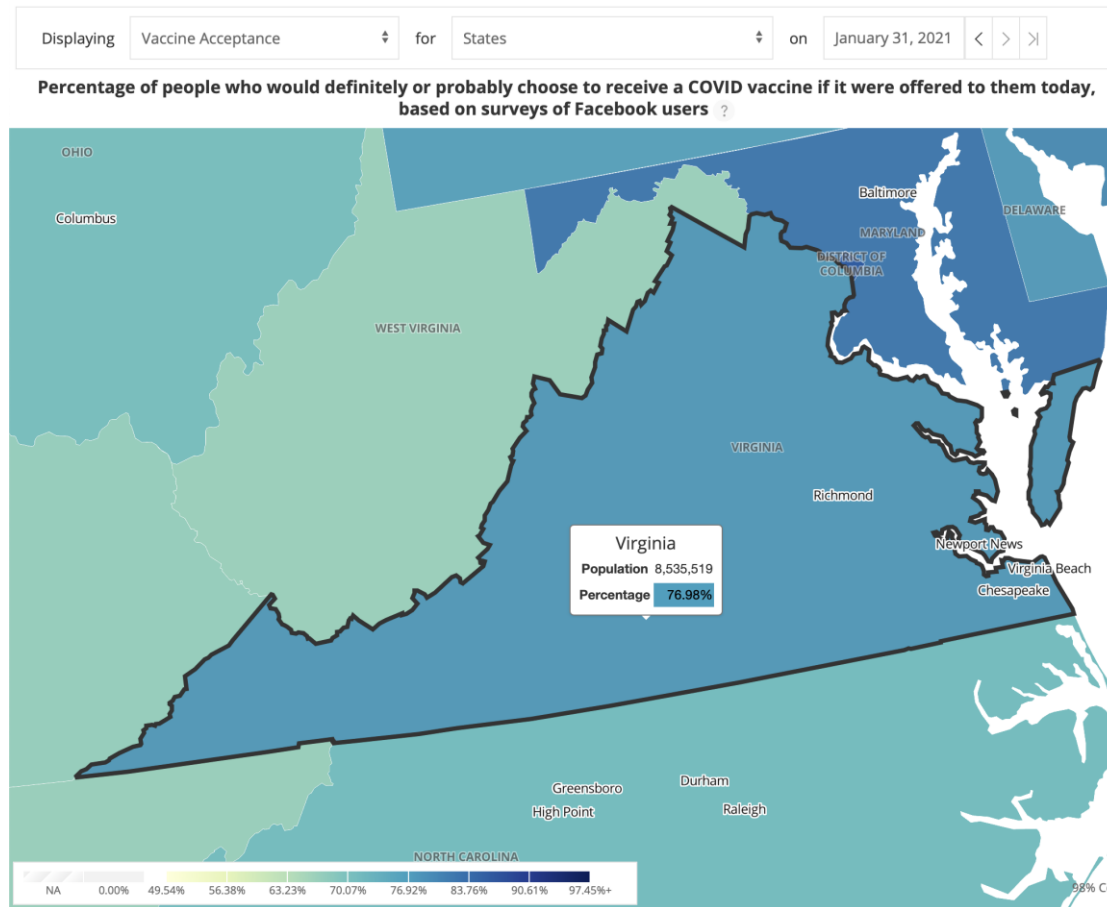 Displaying Vaccine Acceptance for States on January 31, 2021
Percentage of people who would definitely or probably choose to receive a COVID vaccine if it were offered to them today,
based on surveys of Facebook users ?
OHIO
Columbus
Baltimore
DELAWARE
MARYLAND
DISTRICT OF
COLUMBIA
WEST VIRGINIA
VIRGINIA
Richmond
Virginia
Population 8,535,519
Percentage 76.98%
Newport News
Virginia Beach
Chesapeake
Durham
Greensboro
High Point
Raleigh
NORTH CAROLINA
NA 0.00% 49.54% 56.38% 63.23% 70.07% 76.92% 83.76% 90.61% 97.45%+
98% C